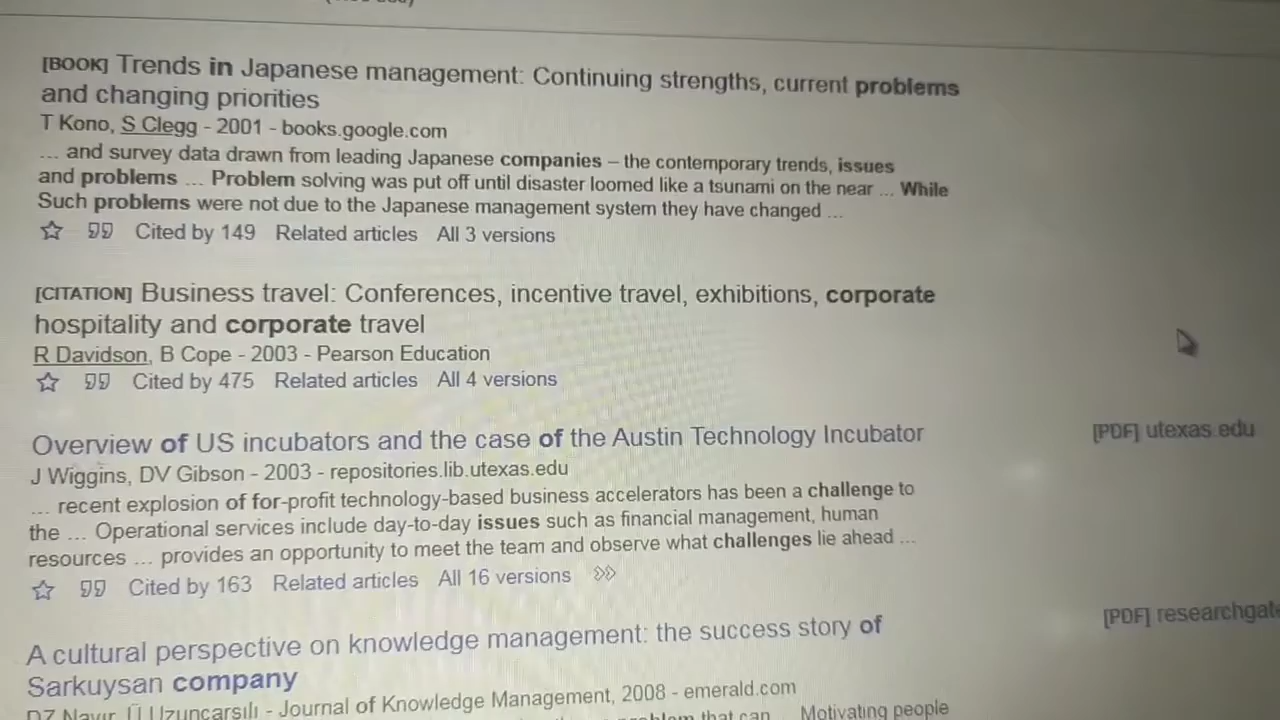 [BOOK] Trends in Japanese management: Continuing strengths, current problems
and changing priorities
T Kono, S Clegg - 2001 - books.google.com
... and survey data drawn from leading Japanese companies – the contemporary trends, issues
and problems ... Problem solving was put off until disaster loomed like a tsunami on the near ... While
Such problems were not due to the Japanese management system they have changed ...
Cited by 149 Related articles All 3 versions
[CITATION] Business travel: Conferences, incentive travel, exhibitions, corporate
hospitality and corporate travel
R Davidson, B Cope - 2003 - Pearson Education
Cited by 475 Related articles All 4 versions
Overview of US incubators and the case of the Austin Technology Incubator
[PDF] utexas.edu
J Wiggins, DV Gibson - 2003 - repositories.lib.utexas.edu
... recent explosion of for-profit technology-based business accelerators has been a challenge to
the ... Operational services include day-to-day issues such as financial management, human
resources ... provides an opportunity to meet the team and observe what challenges lie ahead ...
Cited by 163 Related articles All 16 versions
A cultural perspective on knowledge management: the success story of
Sarkuysan company
[PDF] researchgate
DZ Nayır, Ü Uzunçarşılı - Journal of Knowledge Management, 2008 - emerald.com
that can ... Motivating people